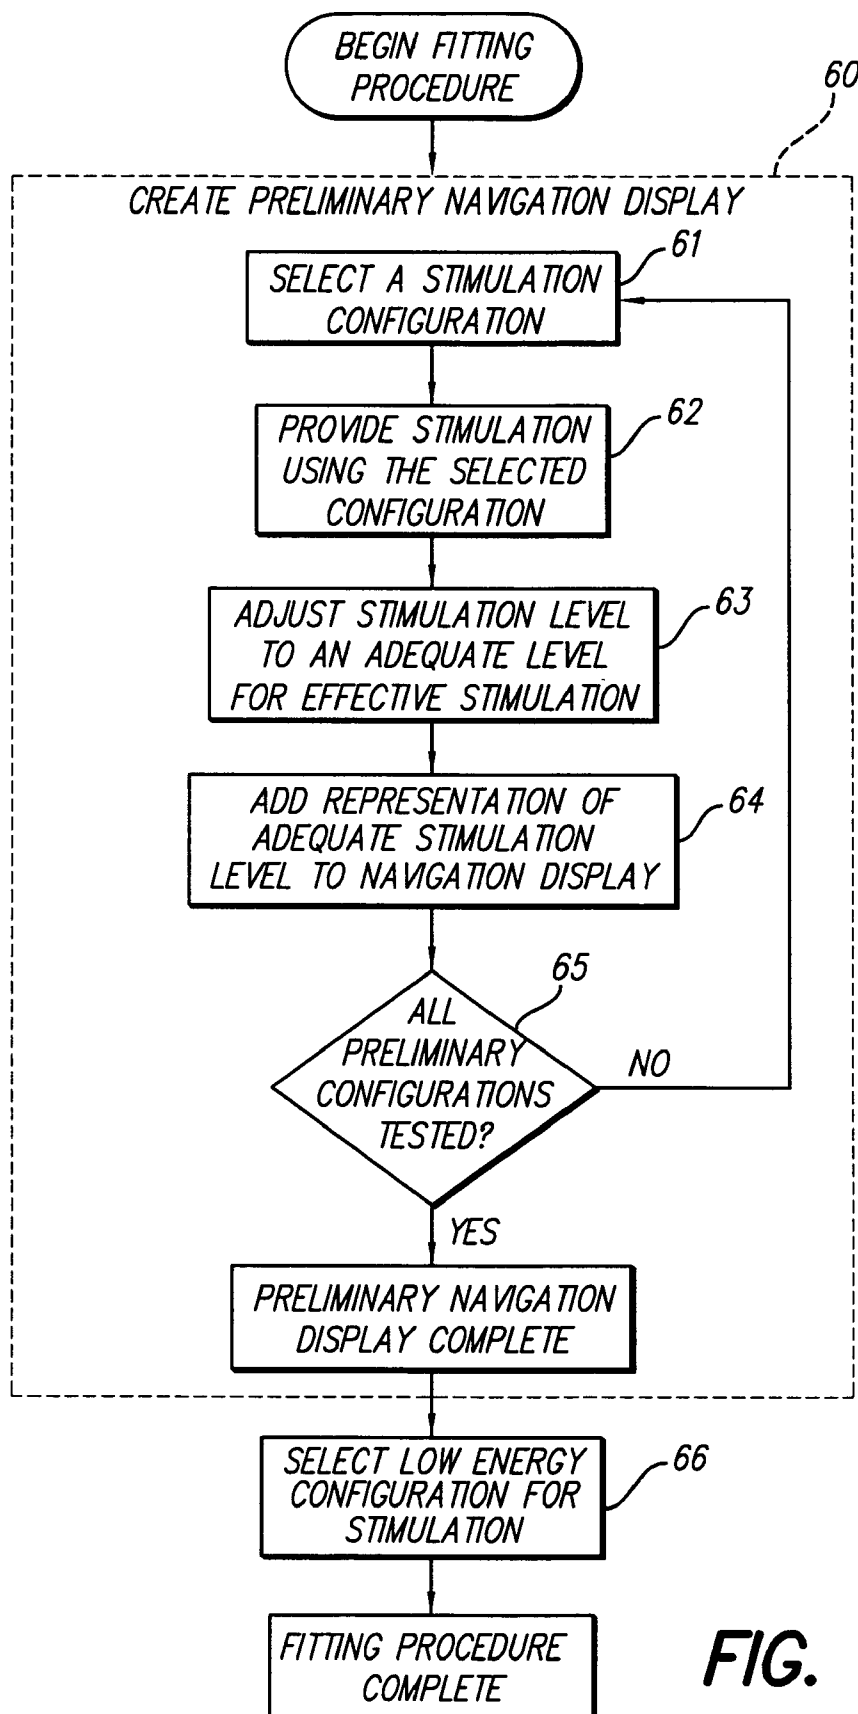 BEGIN FITTING
PROCEDURE
60
CREATE PRELIMINARY NAVIGATION DISPLAY
61
SELECT A STIMULATION
CONFIGURATION
62
PROVIDE STIMULATION
USING THE SELECTED
CONFIGURATION
63
ADJUST STIMULATION LEVEL
TO AN ADEQUATE LEVEL
FOR EFFECTIVE STIMULATION
64
ADD REPRESENTATION OF
ADEQUATE STIMULATION
LEVEL TO NAVIGATION DISPLAY
65
ALL
PRELIMINARY
CONFIGURATIONS
TESTED?
NO
YES
PRELIMINARY NAVIGATION
DISPLAY COMPLETE
66
SELECT LOW ENERGY
CONFIGURATION FOR
STIMULATION
FITTING PROCEDURE
COMPLETE
FIG.